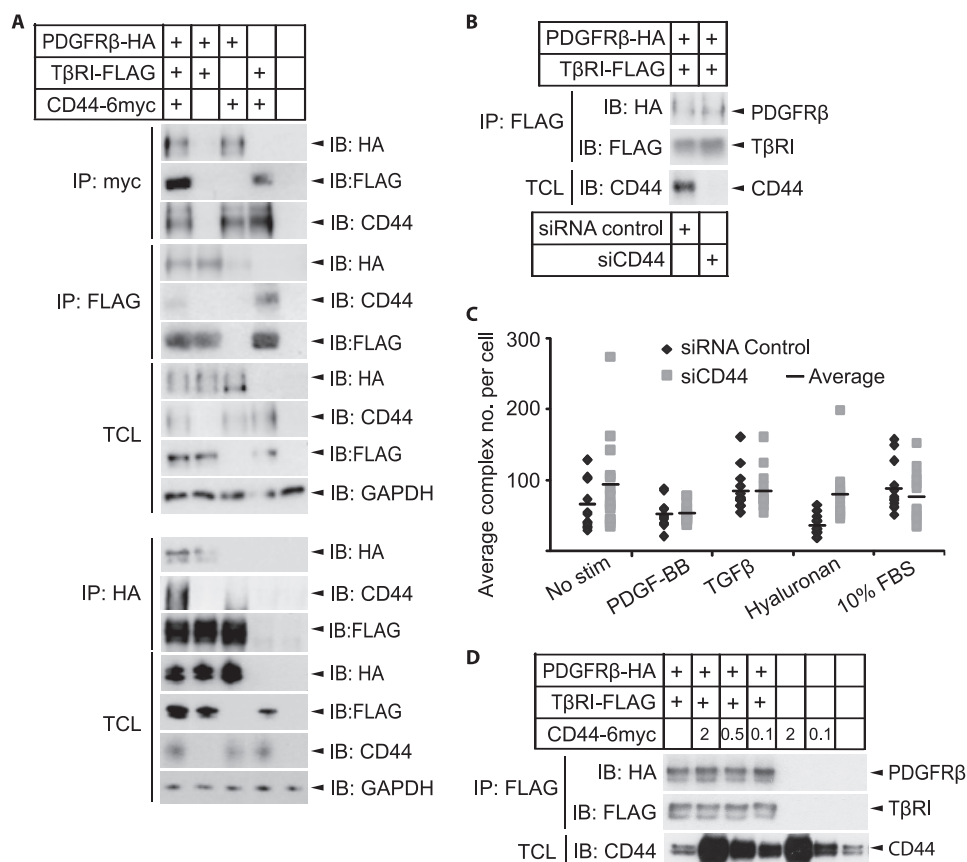 A
PDGFRβ-HA + + +
TβRI-FLAG + + +
CD44-6myc + + +
IP: myc
IB: HA
IB:FLAG
IB: CD44
IP: FLAG
IB: HA
IB: CD44
IB:FLAG
TCL
IB: HA
IB: CD44
IB:FLAG
IB: GAPDH
IP: HA
IB: HA
IB: CD44
IB:FLAG
TCL
IB: HA
IB:FLAG
IB: CD44
IB: GAPDH
B
PDGFRβ-HA + +
TβRI-FLAG + +
IP: FLAG
IB: HA PDGFRβ
IB: FLAG TβRI
TCL IB: CD44 CD44
siRNA control +
siCD44 +
C
Average complex no. per cell
300
200
100
siRNA Control
siCD44 Average
No stim PDGF-BB TGFβ Hyaluronan 10% FBS
D
PDGFRβ-HA + + + +
TβRI-FLAG + + + +
CD44-6myc 2 0.5 0.1 2 0.1
IP: FLAG
IB: HA PDGFRβ
IB: FLAG TβRI
TCL IB: CD44 CD44